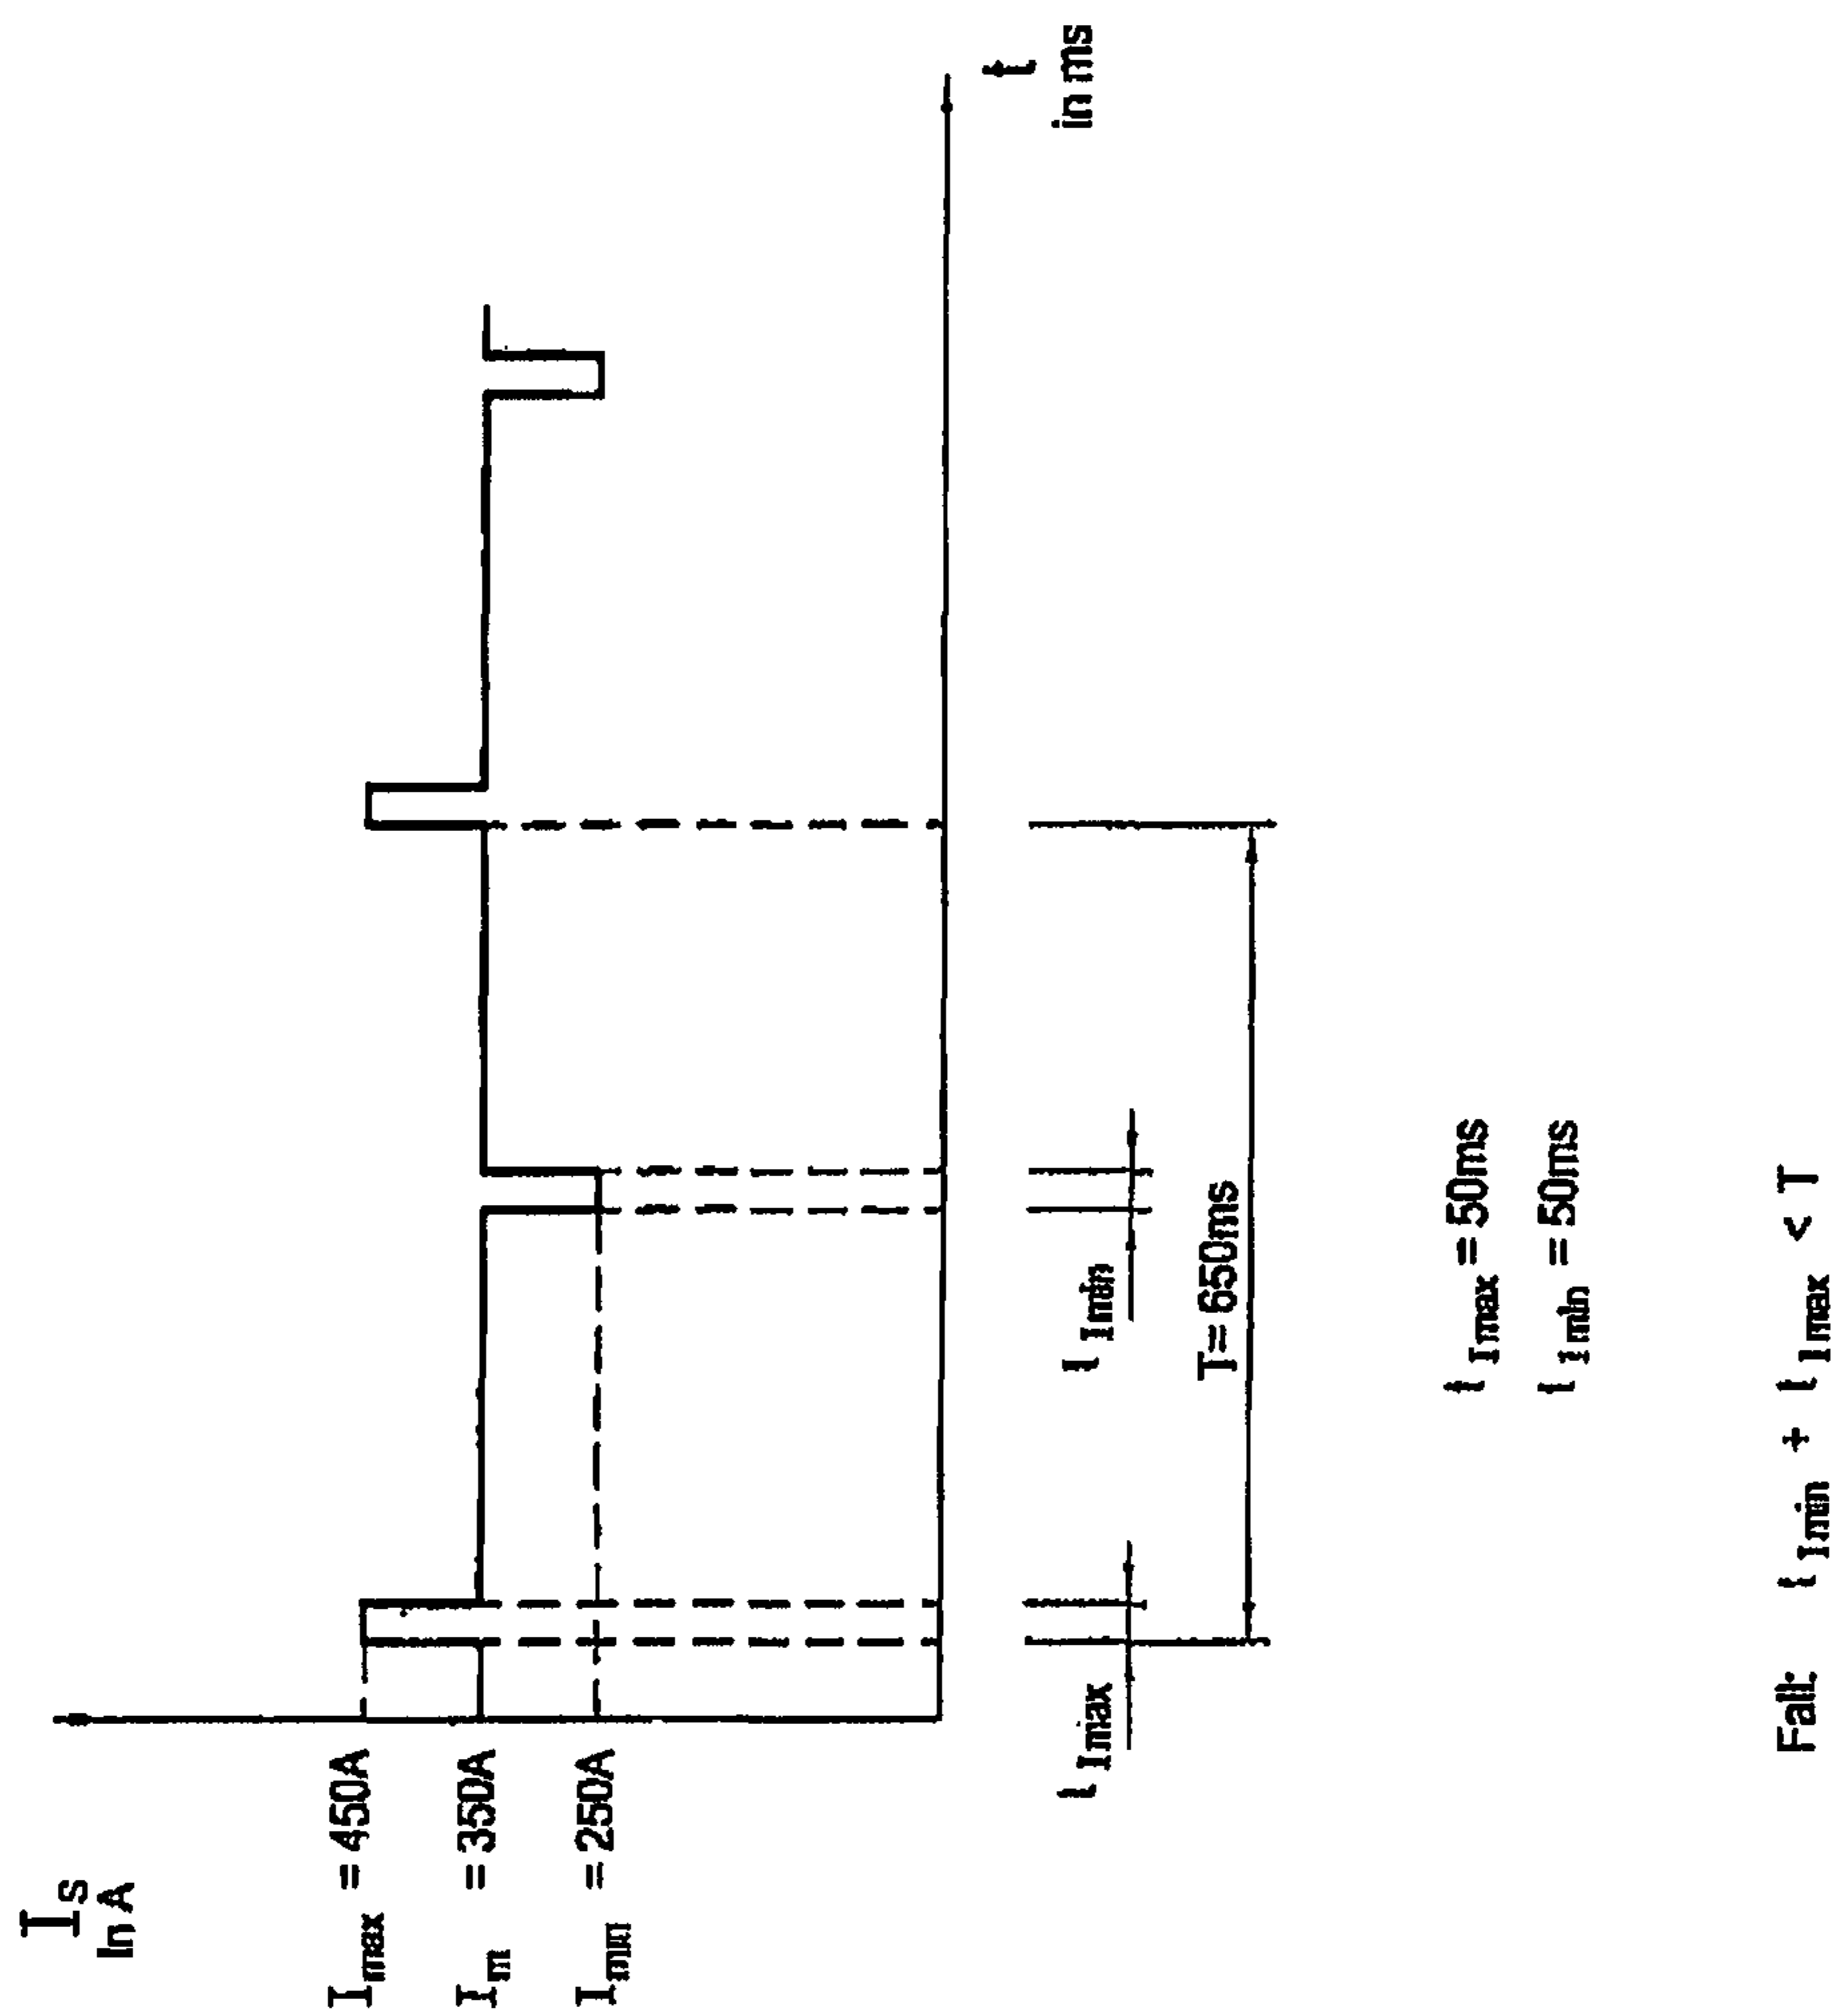 I_S
in A
I_max = 450A
I_m = 350A
I_min = 250A
t
in ms
t_Imax
t_Imin
T = 650ms
t_Imax = 50ms
t_Imin = 50ms
Fall: t_Imin + t_Imax < T